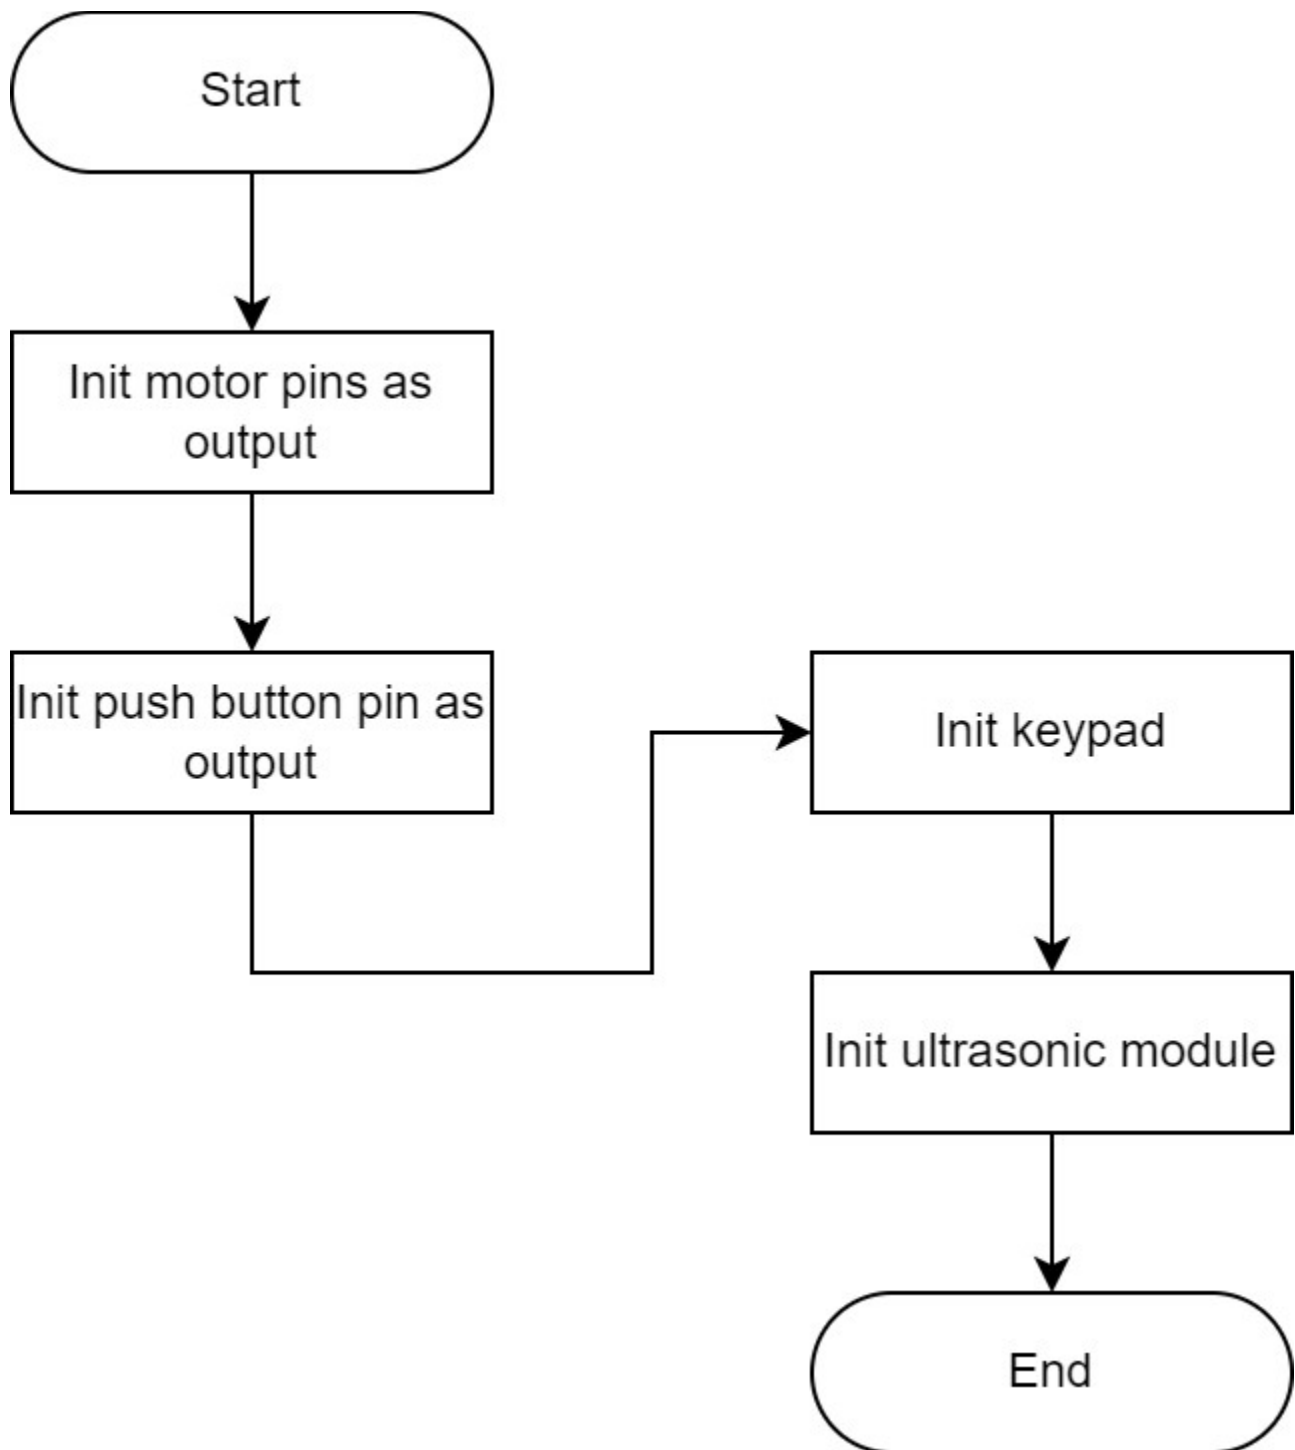 Start
Init motor pins as
output
Init push button pin as
output
Init keypad
Init ultrasonic module
End